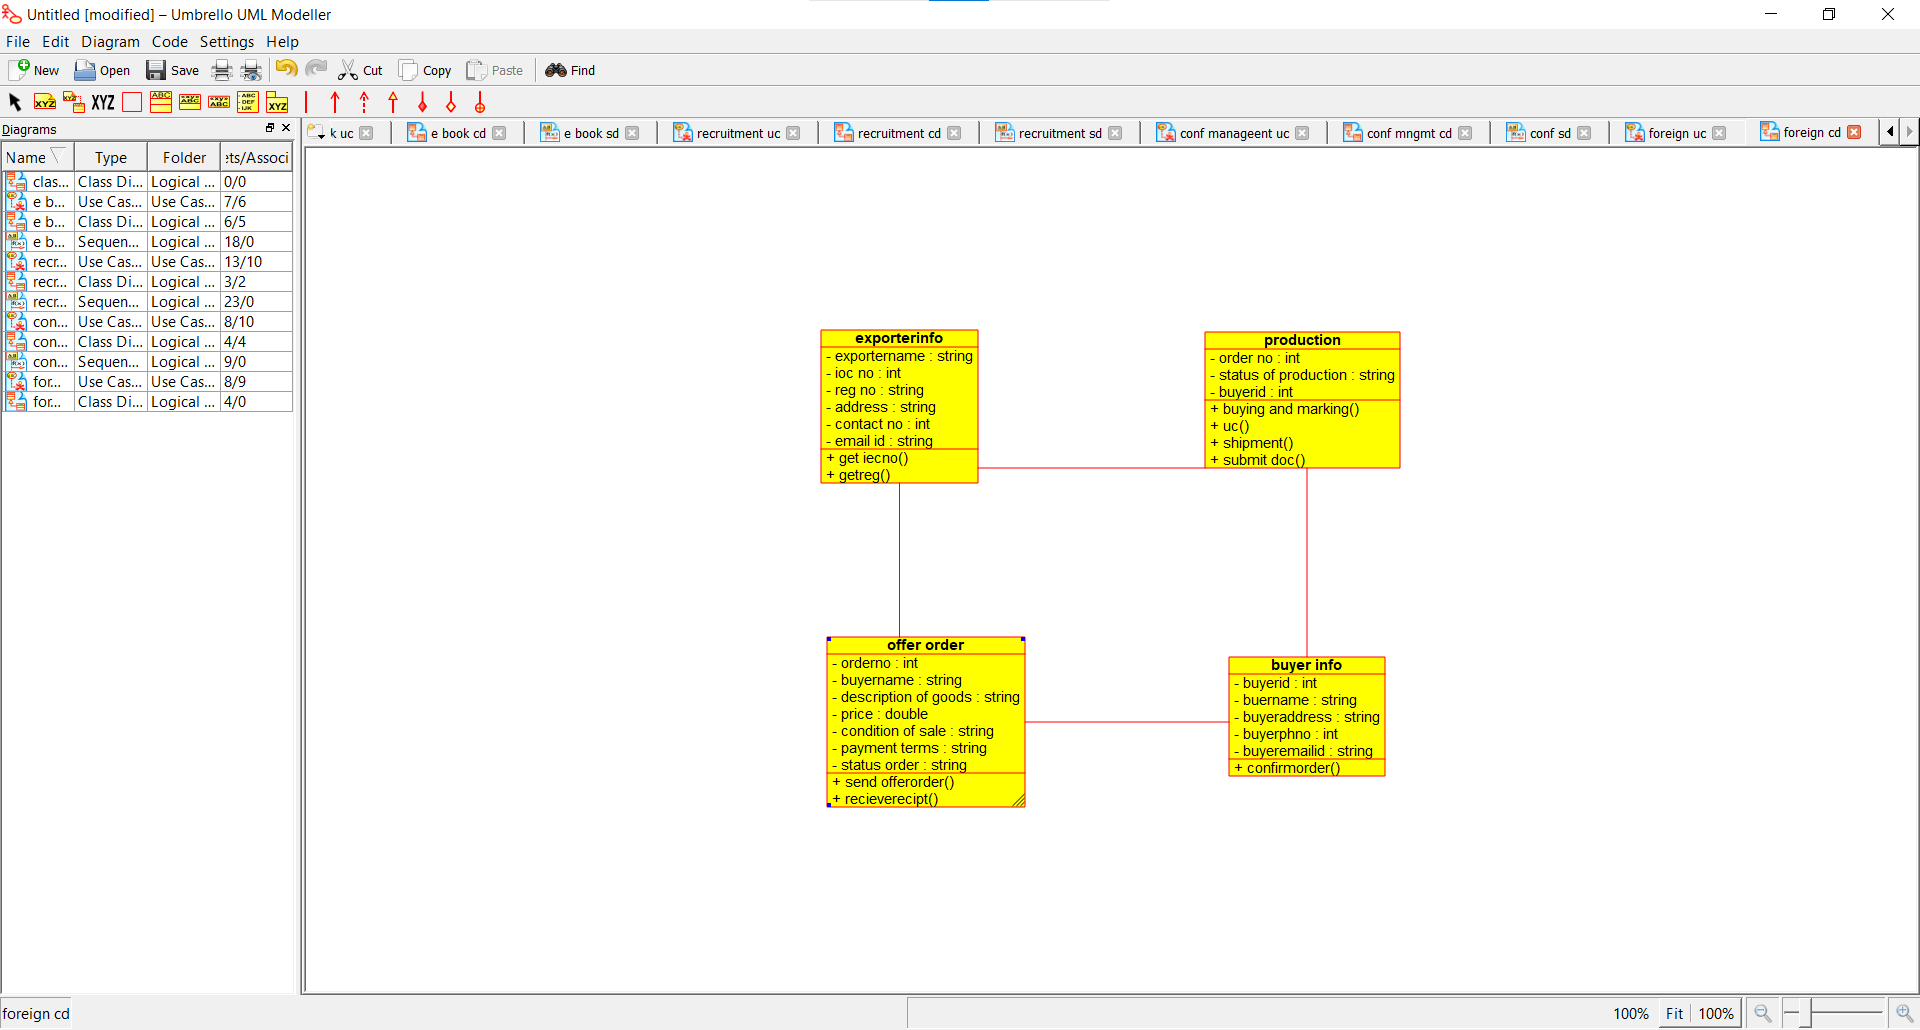 Untitled [modified] – Umbrello UML Modeller
File Edit Diagram Code Settings Help
New Open Save Cut Copy Paste Find
XYZ XYZ XYZ ABC ABC ABC ABC DEF IJK XYZ
Diagrams
k uc e book cd e book sd recruitment uc recruitment cd recruitment sd conf manageent uc conf mngmt cd conf sd foreign uc foreign cd
Name Type Folder ets/Associ
clas... Class Di... Logical ... 0/0
e b... Use Cas... Use Cas... 7/6
e b... Class Di... Logical ... 6/5
e b... Sequen... Logical ... 18/0
recr... Use Cas... Use Cas... 13/10
recr... Class Di... Logical ... 3/2
recr... Sequen... Logical ... 23/0
con... Use Cas... Use Cas... 8/10
con... Class Di... Logical ... 4/4
con... Sequen... Logical ... 9/0
for... Use Cas... Use Cas... 8/9
for... Class Di... Logical ... 4/0
exporterinfo
- exportername : string
- ioc no : int
- reg no : string
- address : string
- contact no : int
- email id : string
+ get iecno()
+ getreg()
production
- order no : int
- status of production : string
- buyerid : int
+ buying and marking()
+ uc()
+ shipment()
+ submit doc()
offer order
- orderno : int
- buyername : string
- description of goods : string
- price : double
- condition of sale : string
- payment terms : string
- status order : string
+ send offerorder()
+ recieverecipt()
buyer info
- buyerid : int
- buername : string
- buyeraddress : string
- buyerphno : int
- buyeremailid : string
+ confirmorder()
foreign cd
100% Fit 100%